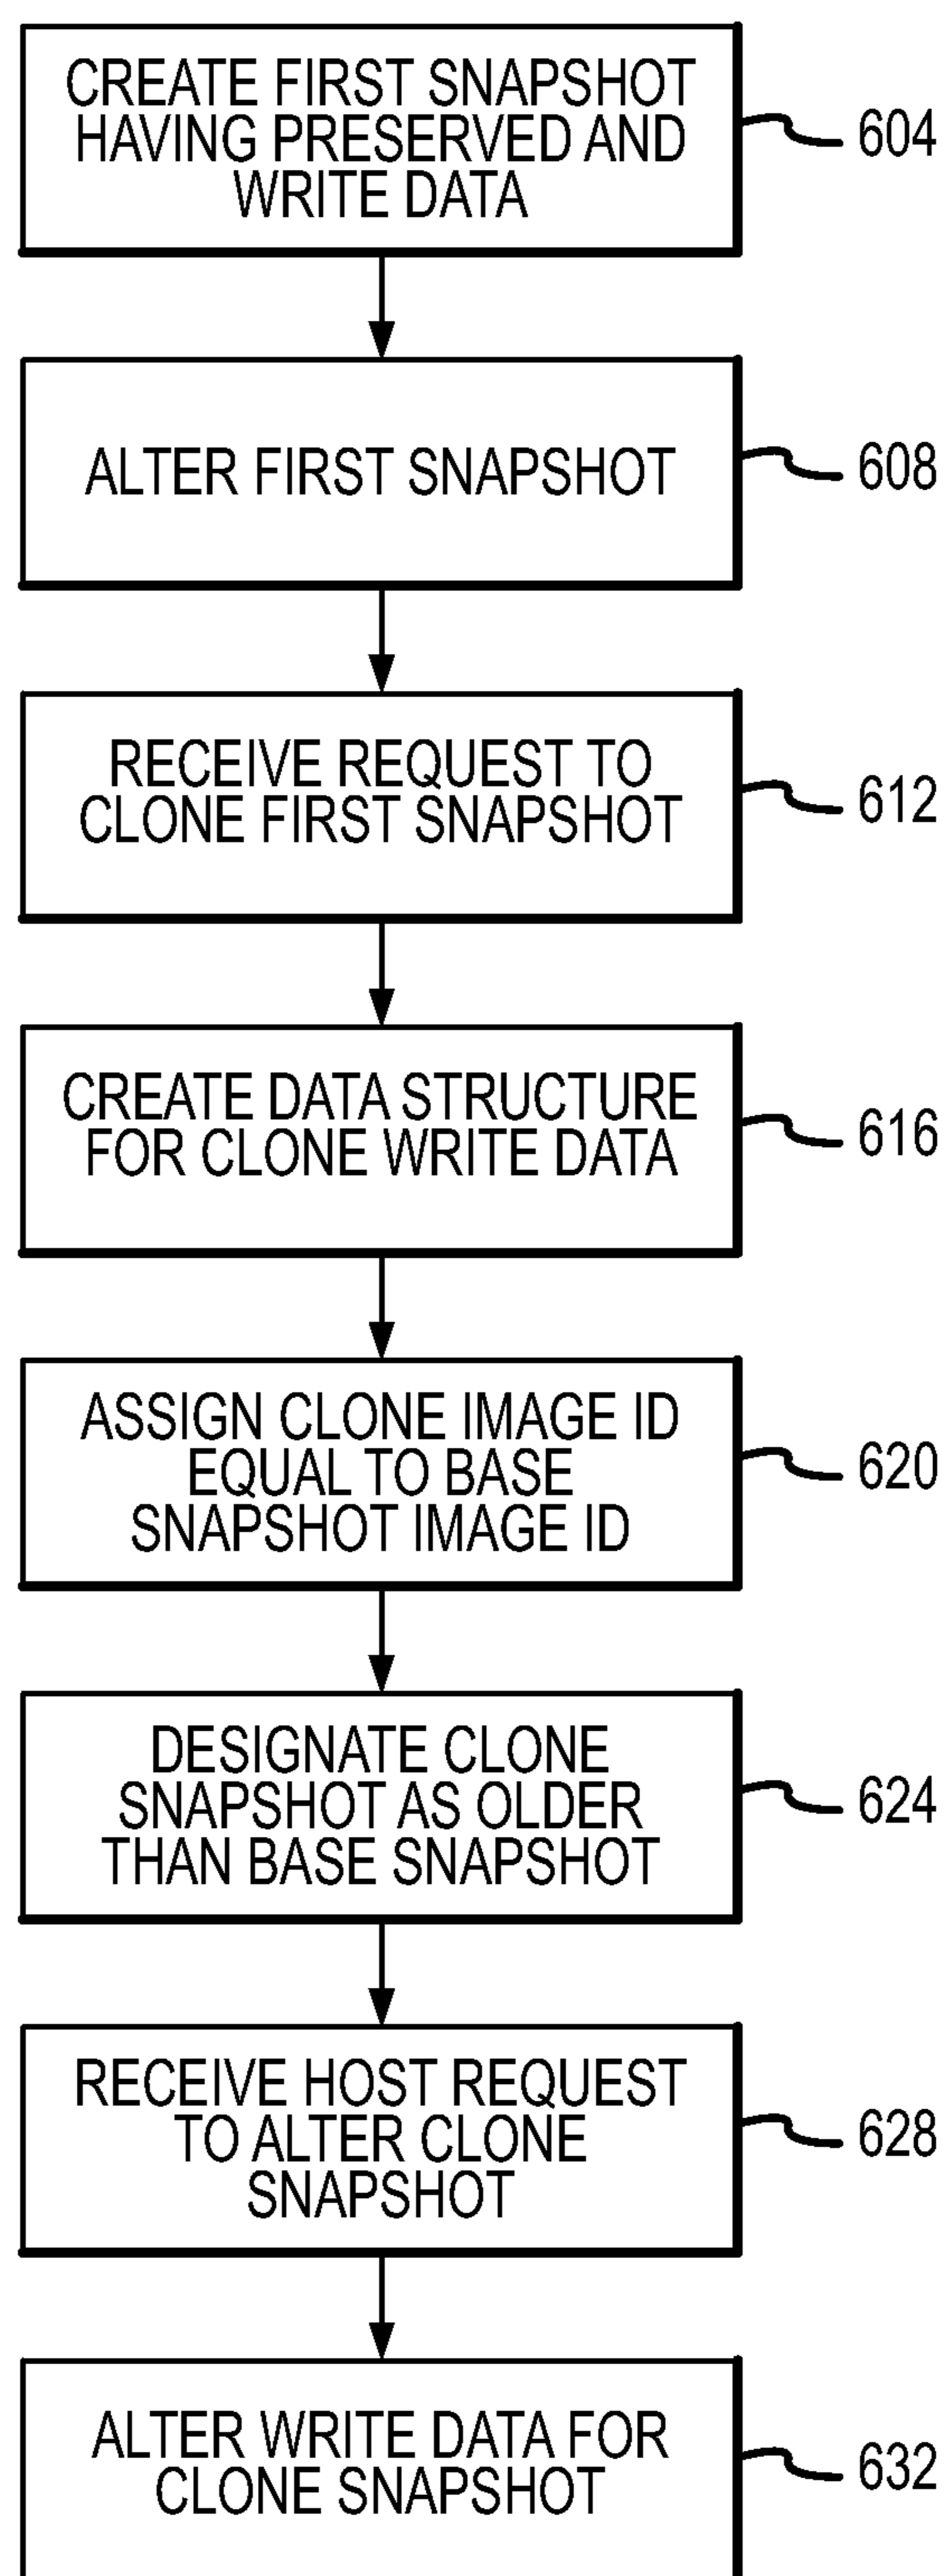 CREATE FIRST SNAPSHOT
HAVING PRESERVED AND
WRITE DATA
604
ALTER FIRST SNAPSHOT
608
RECEIVE REQUEST TO
CLONE FIRST SNAPSHOT
612
CREATE DATA STRUCTURE
FOR CLONE WRITE DATA
616
ASSIGN CLONE IMAGE ID
EQUAL TO BASE
SNAPSHOT IMAGE ID
620
DESIGNATE CLONE
SNAPSHOT AS OLDER
THAN BASE SNAPSHOT
624
RECEIVE HOST REQUEST
TO ALTER CLONE
SNAPSHOT
628
ALTER WRITE DATA FOR
CLONE SNAPSHOT
632